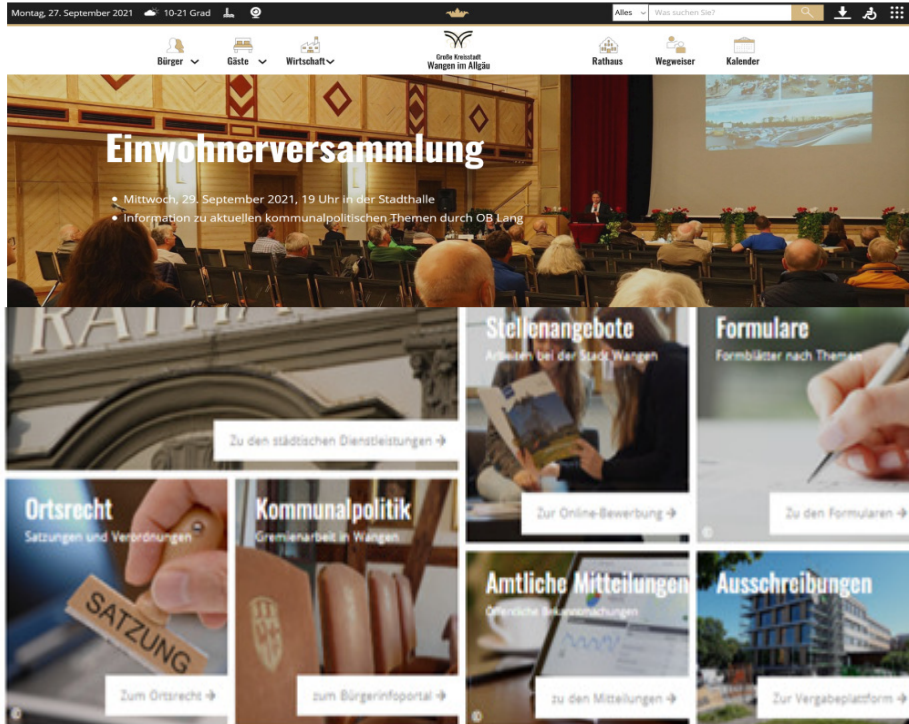 Montag, 27. September 2021 10-21 Grad
Alles Was suchen Sie?
Bürger Gäste Wirtschaft
Große Kreisstadt
Wangen im Allgäu
Rathaus Wegweiser Kalender
Einwohnerversammlung
Mittwoch, 29. September 2021, 19 Uhr in der Stadthalle
Information zu aktuellen kommunalpolitischen Themen durch OB Lang
Zu den städtischen Dienstleistungen →
Stellenangebote
Arbeiten bei der Stadt Wangen
Zur Online-Bewerbung →
Formulare
Formblätter nach Themen
Zu den Formularen →
Ortsrecht
Satzungen und Verordnungen
SATZUNG
Zum Ortsrecht →
Kommunalpolitik
Gremienarbeit in Wangen
zum Bürgerinfoportal →
Amtliche Mitteilungen
Öffentliche Bekanntmachungen
zu den Mitteilungen →
Ausschreibungen
Zur Vergabeplattform →